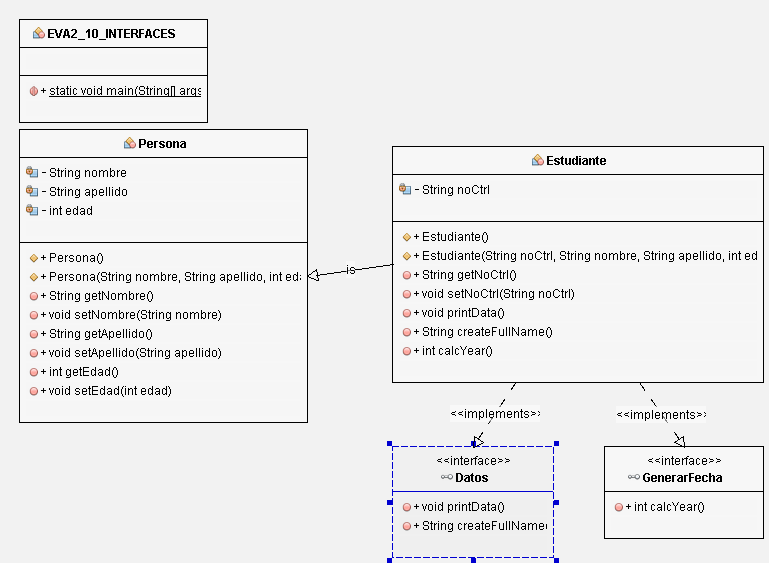 EVA2_10_INTERFACES
+ static void main(String[] args
Persona
- String nombre
- String apellido
- int edad
+ Persona()
+ Persona(String nombre, String apellido, int eda
+ String getNombre()
+ void setNombre(String nombre)
+ String getApellido()
+ void setApellido(String apellido)
+ int getEdad()
+ void setEdad(int edad)
is
Estudiante
- String noCtrl
+ Estudiante()
+ Estudiante(String noCtrl, String nombre, String apellido, int ed
+ String getNoCtrl()
+ void setNoCtrl(String noCtrl)
+ void printData()
+ String createFullName()
+ int calcYear()
<<implements>>
<<implements>>
<<interface>>
Datos
+ void printData()
+ String createFullName(
<<interface>>
GenerarFecha
+ int calcYear()